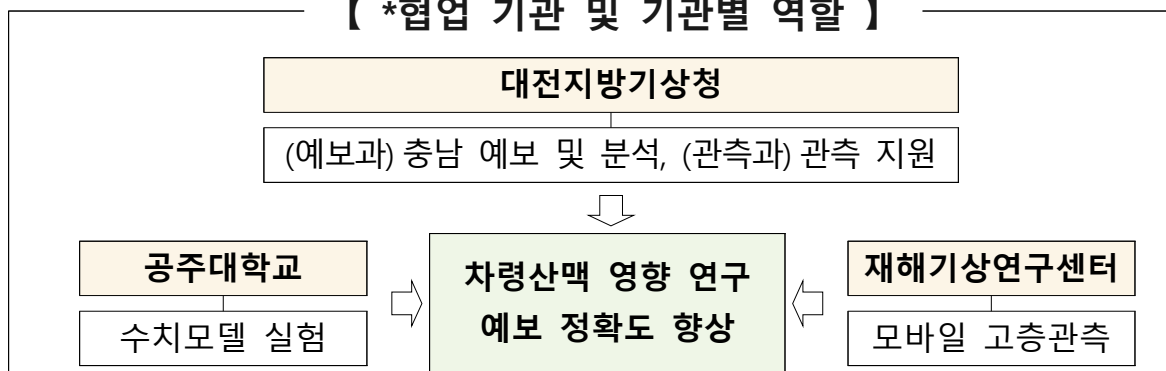 【 *협업 기관 및 기관별 역할 】
대전지방기상청
(예보과) 충남 예보 및 분석, (관측과) 관측 지원
공주대학교
수치모델 실험
차령산맥 영향 연구
예보 정확도 향상
재해기상연구센터
모바일 고층관측